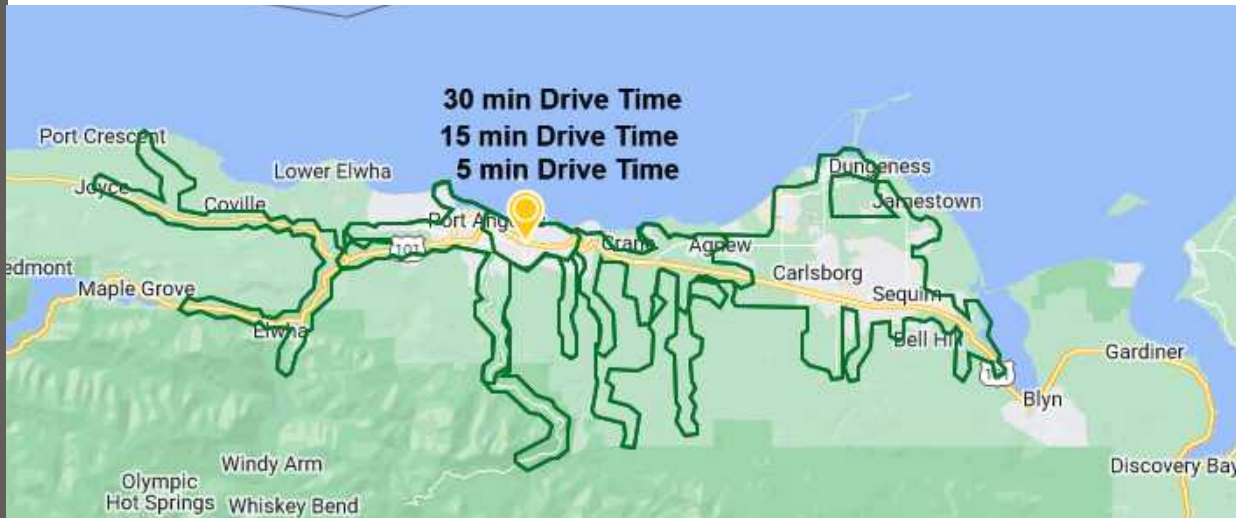 30 min Drive Time
15 min Drive Time
5 min Drive Time
Port Crescent
Lower Elwha
Joyce
Coville
Dungeness
Jamestown
Port Ang
101
Crane
Agnew
edmont
Maple Grove
Carlsborg
Sequim
Elwha
Bell Hill
Gardiner
101
Blyn
Windy Arm
Olympic
Hot Springs
Whiskey Bend
Discovery Bay